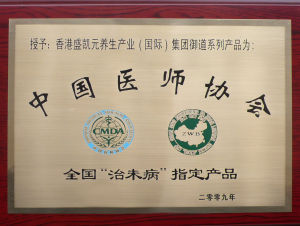 授予：香港盛凯元养生产业（国际）集团御道系列产品为：
中国医师协会
CMDA
ZWB
全国“治未病”指定产品
二零零九年